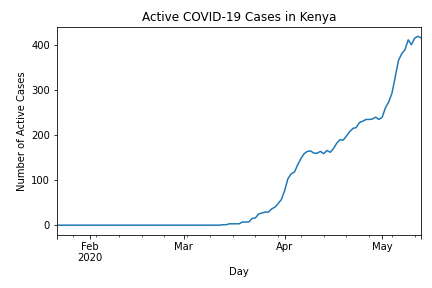 Active COVID-19 Cases in Kenya
Number of Active Cases
400
300
200
100
0
Feb Mar Apr May
2020
Day